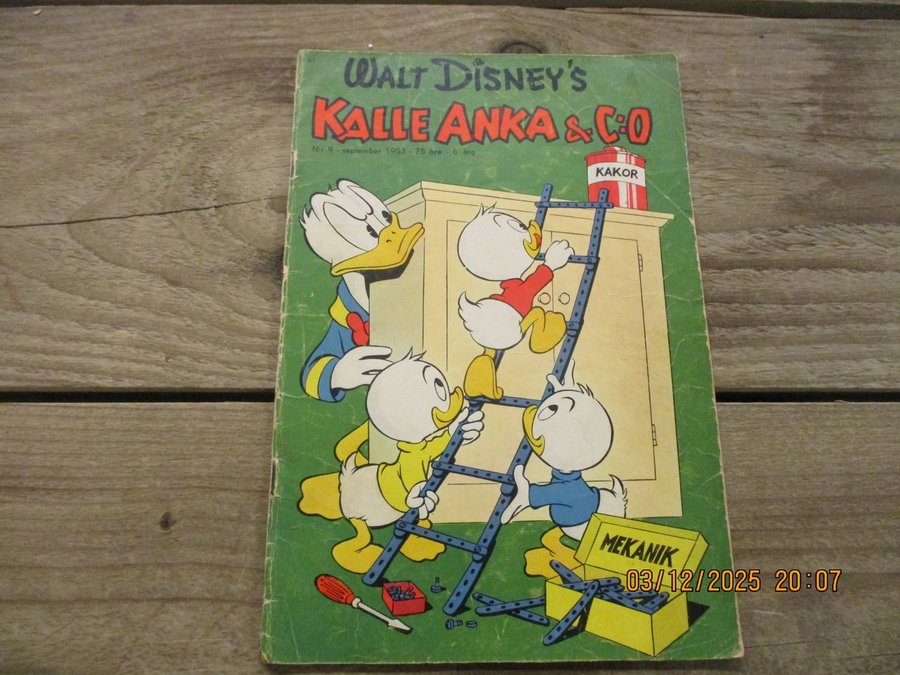 WALT DISNEY'S
KALLE ANKA & C:O
Nr 9 - september 1953 - 75 öre - 6 årg
KAKOR
MEKANIK
03/12/2025 20:07